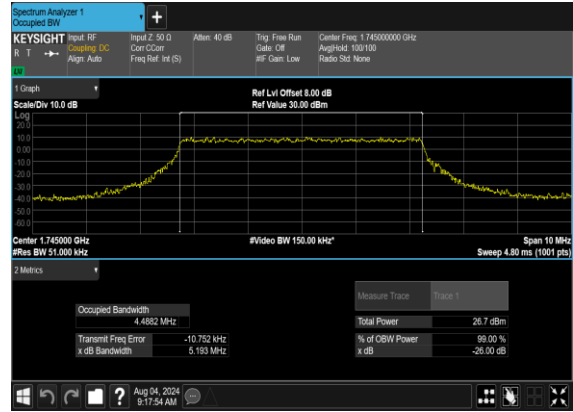 Spectrum Analyzer 1
Occupied BW
KEYSIGHT Input: RF Input Z: 50 Ω Atten: 40 dB Trig: Free Run Center Freq: 1.745000000 GHz
R T Coupling: DC Corr CCorr Gate: Off Avg|Hold: 100/100
Align: Auto Freq Ref: Int (S) #IF Gain: Low Radio Std: None
LM
1 Graph Ref Lvl Offset 8.00 dB
Scale/Div 10.0 dB Ref Value 30.00 dBm
Log
20.0
10.0
0.00
-10.0
-20.0
-30.0
-40.0
-50.0
-60.0
Center 1.745000 GHz #Video BW 150.00 kHz* Span 10 MHz
#Res BW 51.000 kHz Sweep 4.80 ms (1001 pts)
2 Metrics
Measure Trace Trace 1
Occupied Bandwidth
4.4882 MHz Total Power 26.7 dBm
Transmit Freq Error -10.752 kHz % of OBW Power 99.00 %
x dB Bandwidth 5.193 MHz x dB -26.00 dB
? Aug 04, 2024
9:17:54 AM